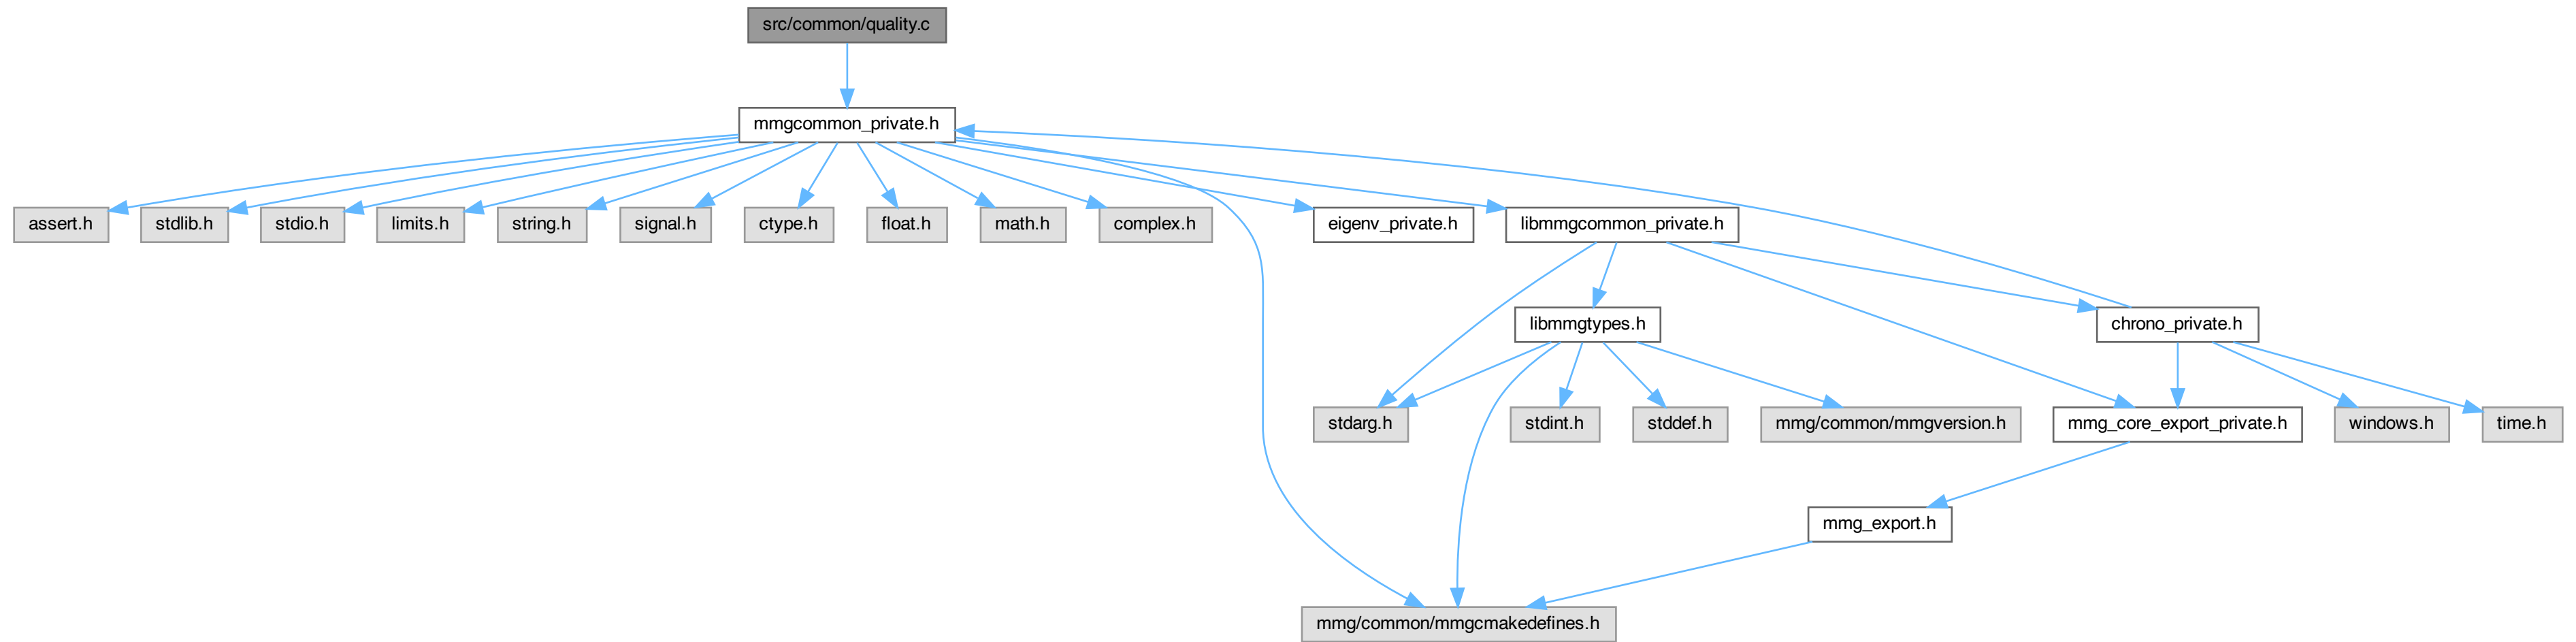 src/common/quality.c
mmgcommon_private.h
assert.h
stdlib.h
stdio.h
limits.h
string.h
signal.h
ctype.h
float.h
math.h
complex.h
eigenv_private.h
libmmgcommon_private.h
libmmgtypes.h
chrono_private.h
stdarg.h
stdint.h
stddef.h
mmg/common/mmgversion.h
mmg_core_export_private.h
windows.h
time.h
mmg_export.h
mmg/common/mmgcmakedefines.h